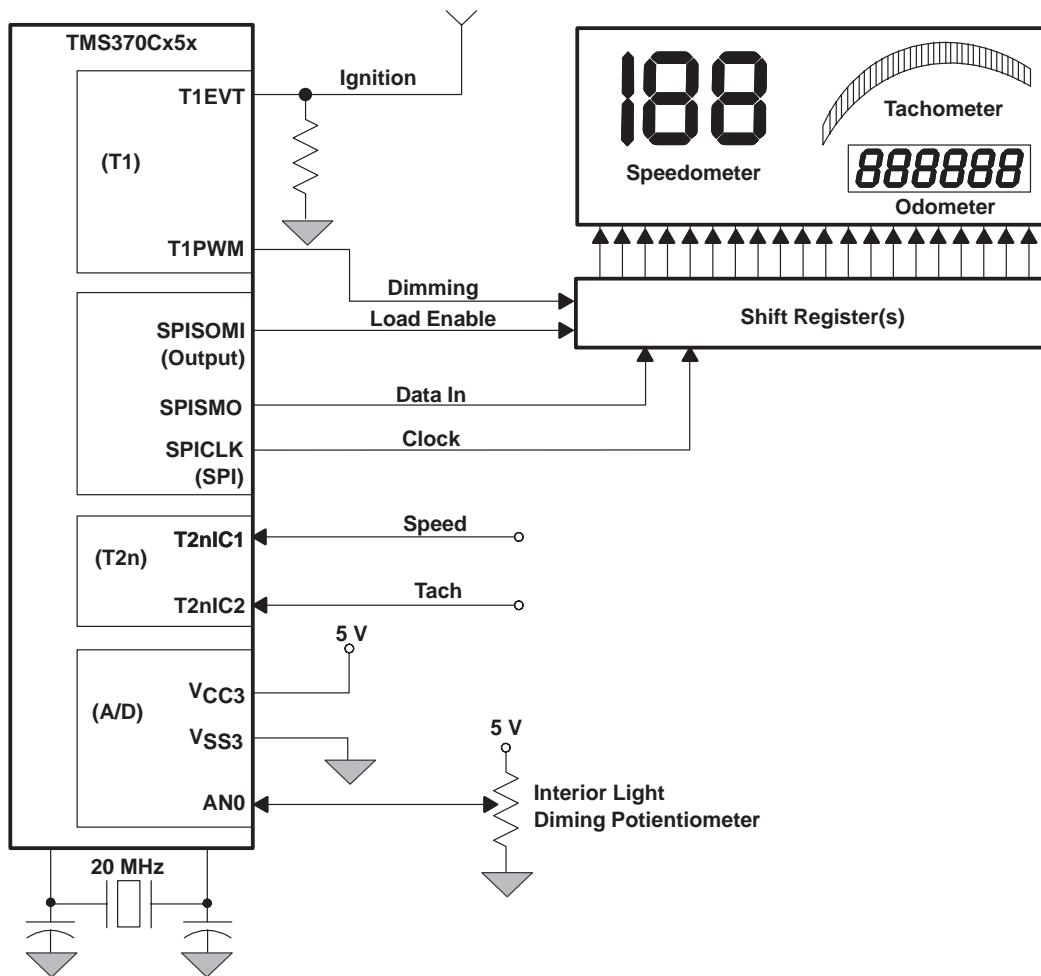 TMS370Cx5x
T1EVT
Ignition
(T1)
T1PWM
Dimming
SPISOMI
(Output)
Load Enable
SPISMO
Data In
SPICLK
(SPI)
Clock
T2nIC1
Speed
(T2n)
T2nIC2
Tach
5 V
VCC3
(A/D)
VSS3
AN0
5 V
Interior Light
Diming Potientiometer
20 MHz
188
Speedometer
Tachometer
888888
Odometer
Shift Register(s)